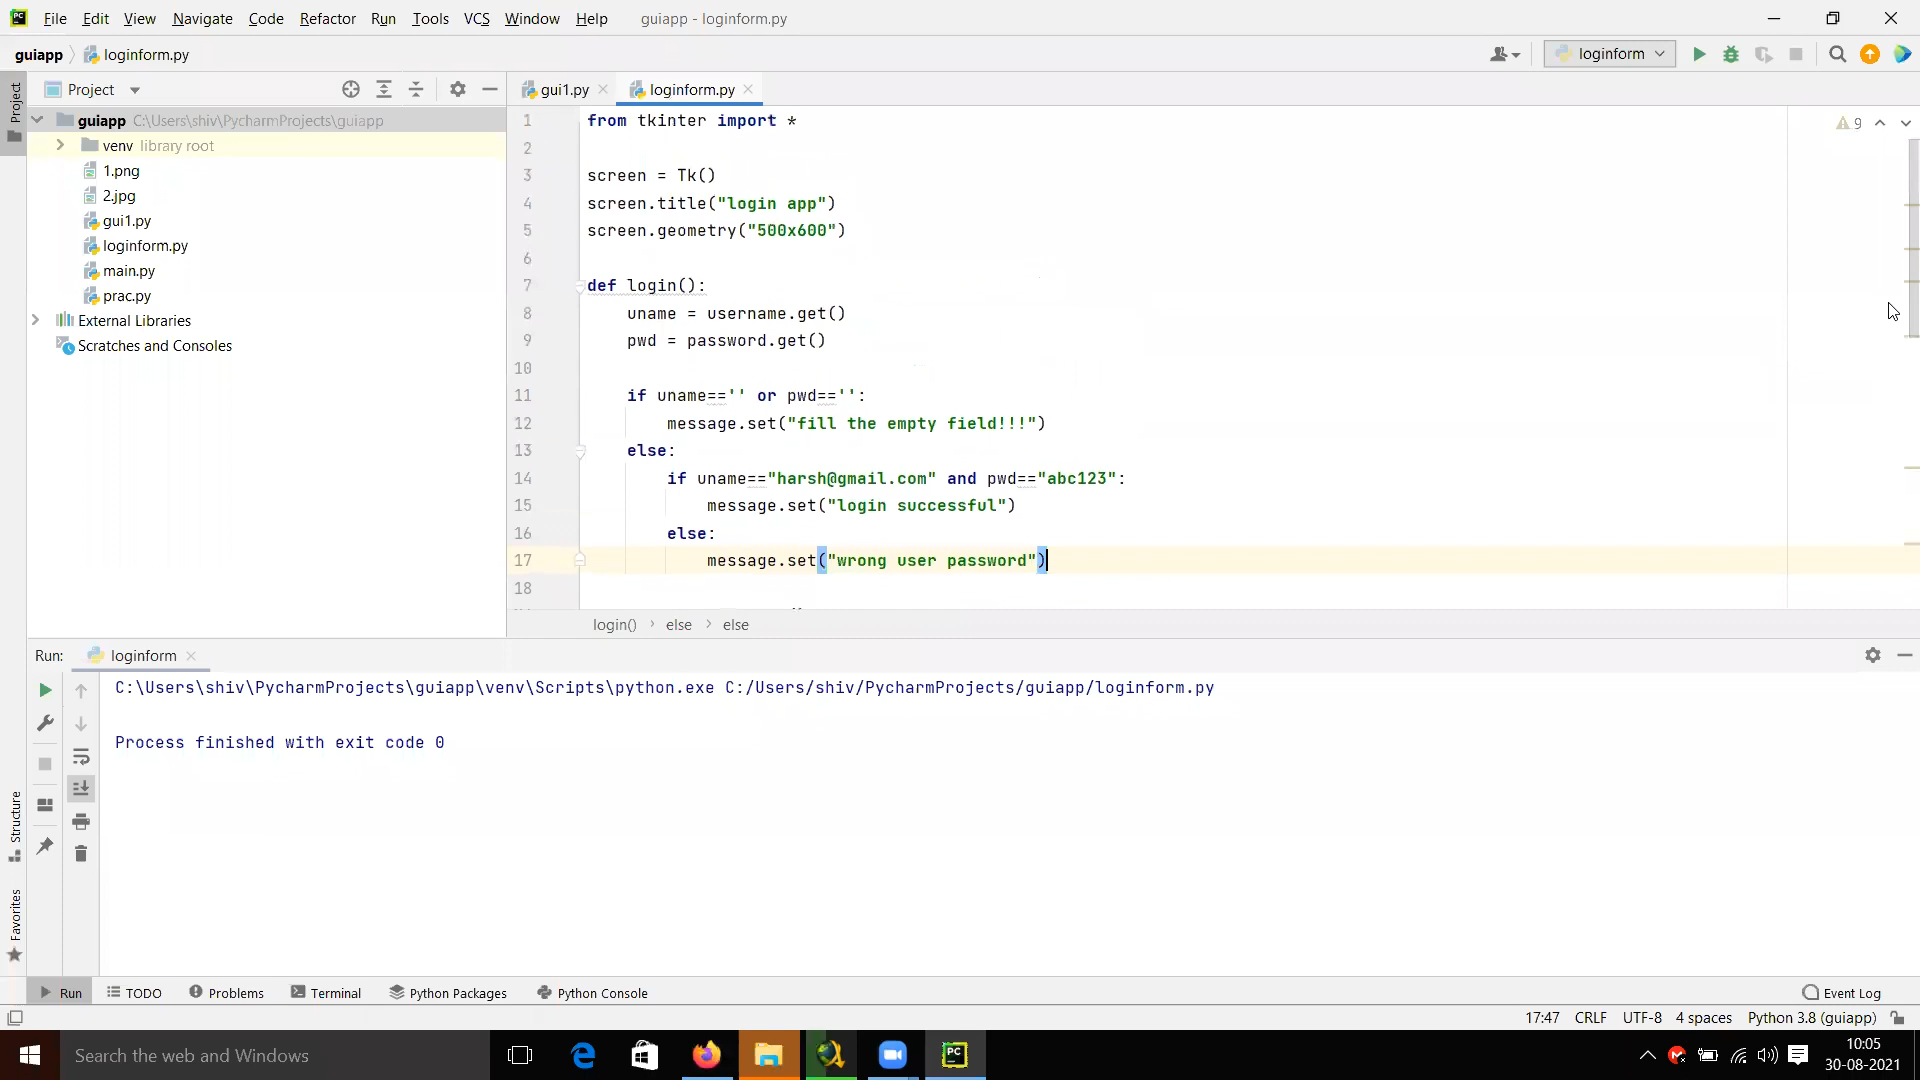 File Edit View Navigate Code Refactor Run Tools VCS Window Help guiapp - loginform.py
guiapp loginform.py loginform
Project
Project
gui1.py
loginform.py
guiapp C:\Users\shiv\PycharmProjects\guiapp
venv library root
1.png
2.jpg
gui1.py
loginform.py
main.py
prac.py
External Libraries
Scratches and Consoles
9
1 from tkinter import *
2
3 screen = Tk()
4 screen.title("login app")
5 screen.geometry("500x600")
6
7 def login():
8 uname = username.get()
9 pwd = password.get()
10
11 if uname=='' or pwd=='':
12 message.set("fill the empty field!!!")
13 else:
14 if uname=="harsh@gmail.com" and pwd=="abc123":
15 message.set("login successful")
16 else:
17 message.set("wrong user password")
18
login() else else
Run: loginform
C:\Users\shiv\PycharmProjects\guiapp\venv\Scripts\python.exe C:/Users/shiv/PycharmProjects/guiapp/loginform.py
Process finished with exit code 0
Structure
Favorites
Run TODO Problems Terminal Python Packages Python Console Event Log
17:47 CRLF UTF-8 4 spaces Python 3.8 (guiapp)
Search the web and Windows
PC
10:05
30-08-2021